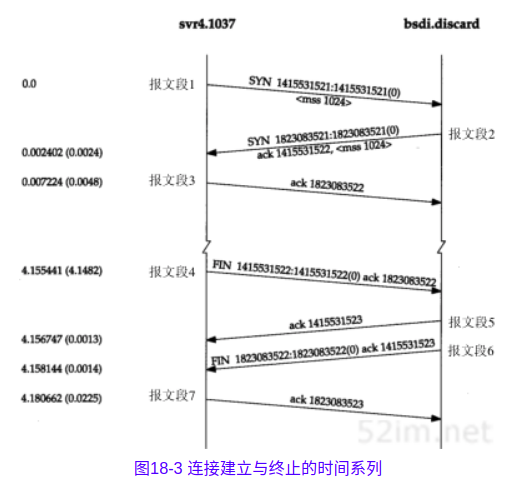 svr4.1037 bsdi.discard
0.0 报文段1 SYN 1415531521:1415531521(0)
<mss 1024>
SYN 1823083521:1823083521(0) 报文段2
0.002402 (0.0024) ack 1415531522, <mss 1024>
0.007224 (0.0048) 报文段3 ack 1823083522
4.155441 (4.1482) 报文段4 FIN 1415531522:1415531522(0) ack 1823083522
ack 1415531523 报文段5
4.156747 (0.0013)
FIN 1823083522:1823083522(0) ack 1415531523 报文段6
4.158144 (0.0014)
4.180662 (0.0225) 报文段7 ack 1823083523
52im.net
图18-3 连接建立与终止的时间系列